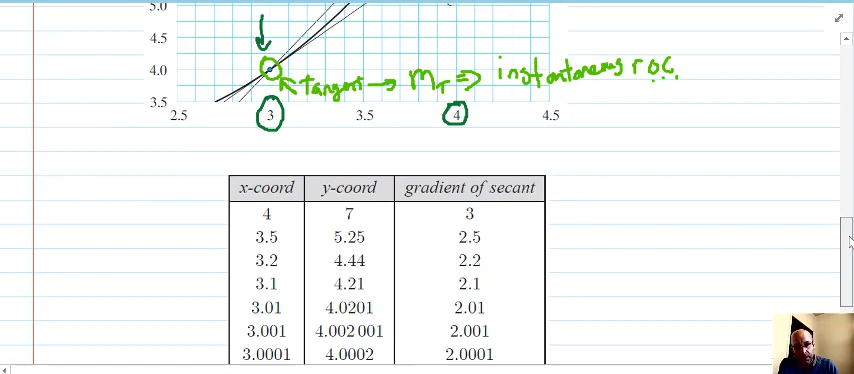 5.0
4.5
4.0 tangent → mT ⇒ instantaneous r.o.c.
3.5
2.5 3 3.5 4 4.5
x-coord y-coord gradient of secant
4 7 3
3.5 5.25 2.5
3.2 4.44 2.2
3.1 4.21 2.1
3.01 4.0201 2.01
3.001 4.002 001 2.001
3.0001 4.0002 2.0001